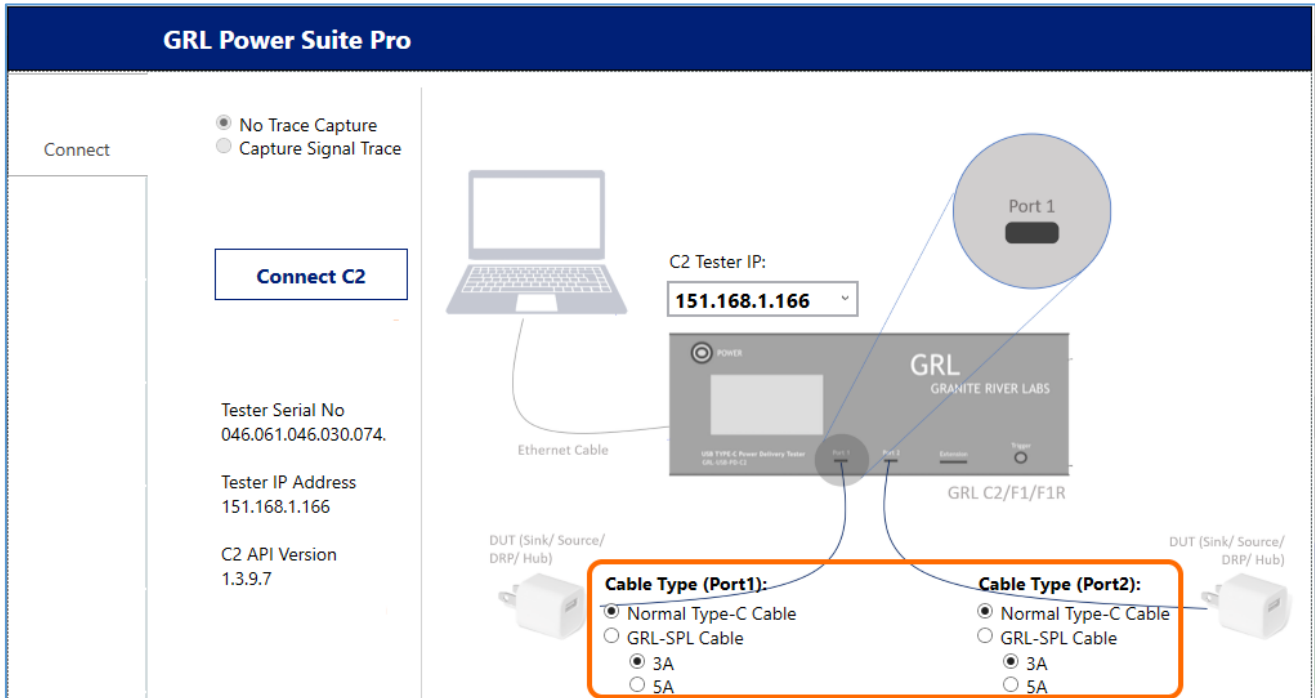 GRL Power Suite Pro
Connect
No Trace Capture
Capture Signal Trace
Connect C2
Tester Serial No
046.061.046.030.074.
Tester IP Address
151.168.1.166
C2 API Version
1.3.9.7
Port 1
C2 Tester IP:
151.168.1.166
POWER
GRL
GRANITE RIVER LABS
USB TYPE-C Power Delivery Tester
GRL-USB-PD-C2
Port 1
Port 2
Extension
Trigger
Ethernet Cable
GRL C2/F1/F1R
DUT (Sink/ Source/
DRP/ Hub)
DUT (Sink/ Source/
DRP/ Hub)
Cable Type (Port1):
Normal Type-C Cable
GRL-SPL Cable
3A
5A
Cable Type (Port2):
Normal Type-C Cable
GRL-SPL Cable
3A
5A